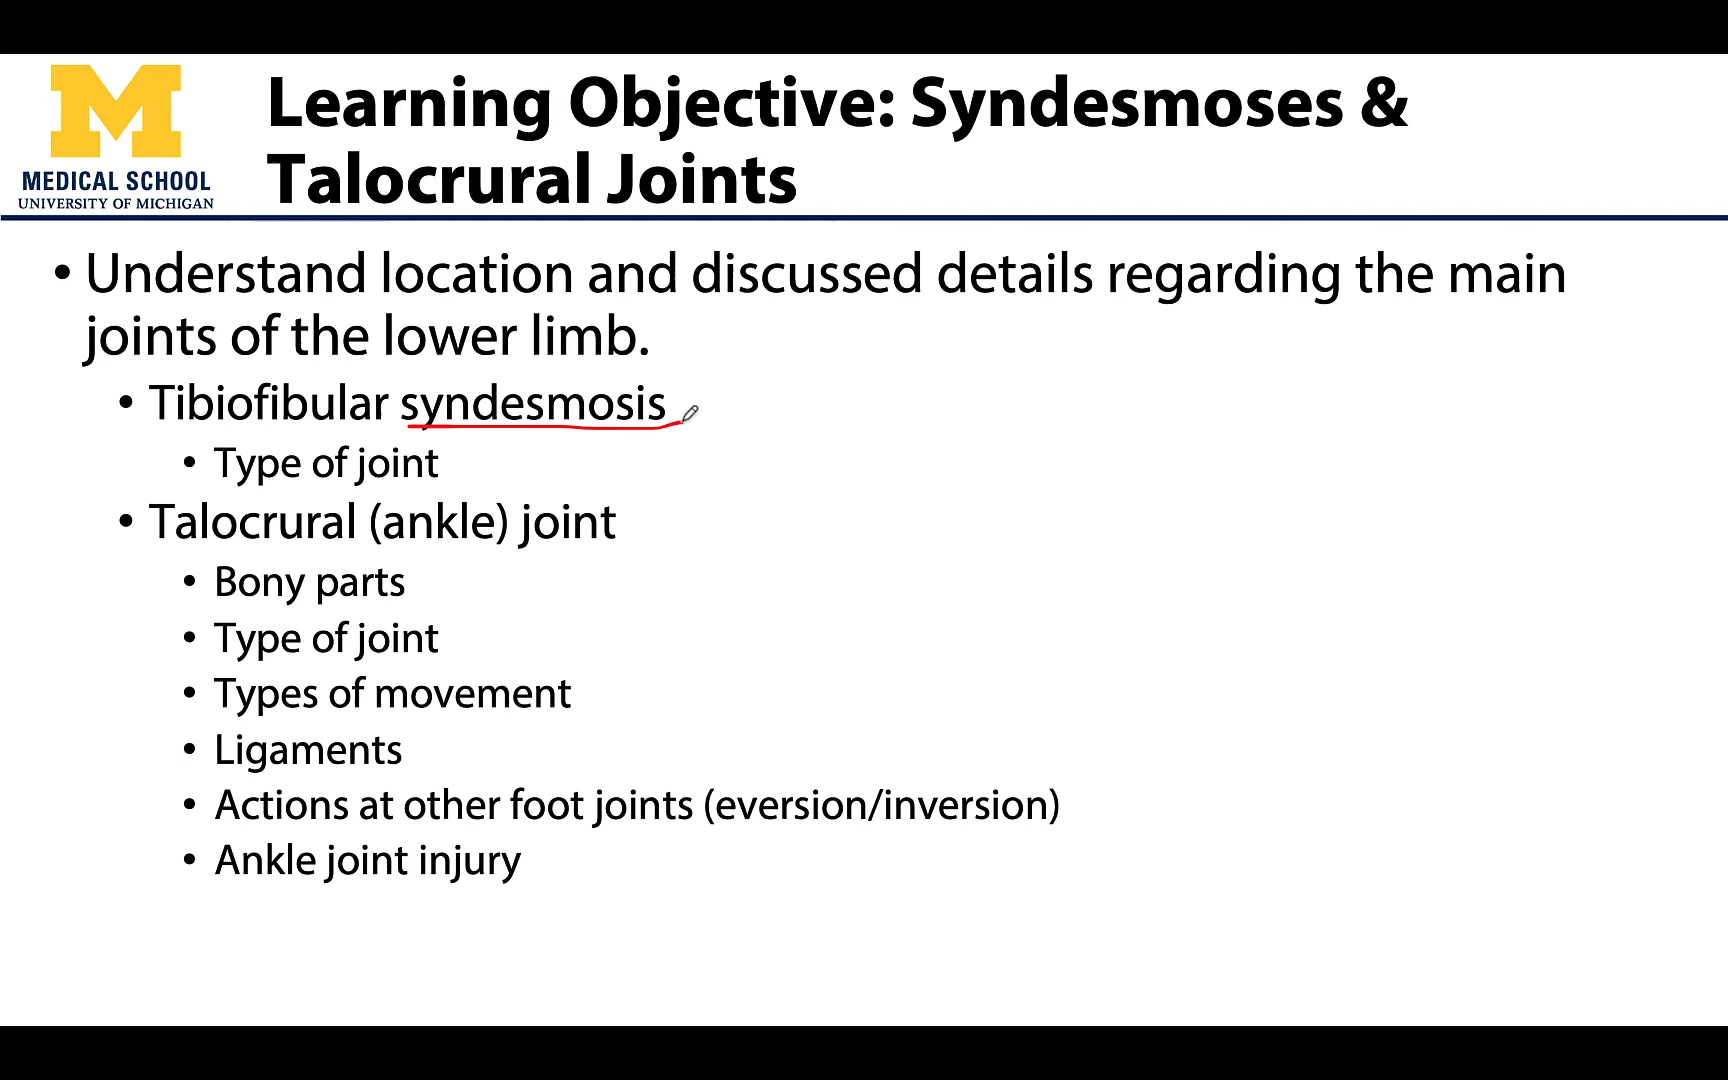 M
MEDICAL SCHOOL
UNIVERSITY OF MICHIGAN
Learning Objective: Syndesmoses &
Talocrural Joints
• Understand location and discussed details regarding the main
joints of the lower limb.
• Tibiofibular syndesmosis
• Type of joint
• Talocrural (ankle) joint
• Bony parts
• Type of joint
• Types of movement
• Ligaments
• Actions at other foot joints (eversion/inversion)
• Ankle joint injury